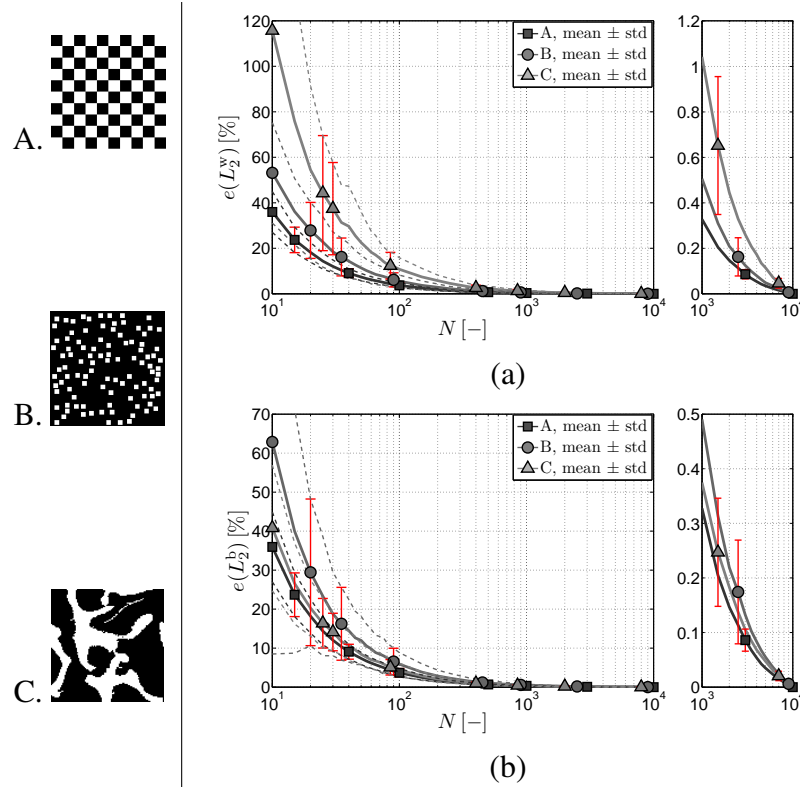 A.
B.
C.
e(L₂ʷ) [%]
120
100
80
60
40
20
0
10¹ 10² 10³ 10⁴
N [−]
A, mean ± std
B, mean ± std
C, mean ± std
1.2
1
0.8
0.6
0.4
0.2
0
10³ 10⁴
(a)
e(L₂ᵇ) [%]
70
60
50
40
30
20
10
0
10¹ 10² 10³ 10⁴
N [−]
A, mean ± std
B, mean ± std
C, mean ± std
0.5
0.4
0.3
0.2
0.1
0
10³ 10⁴
(b)